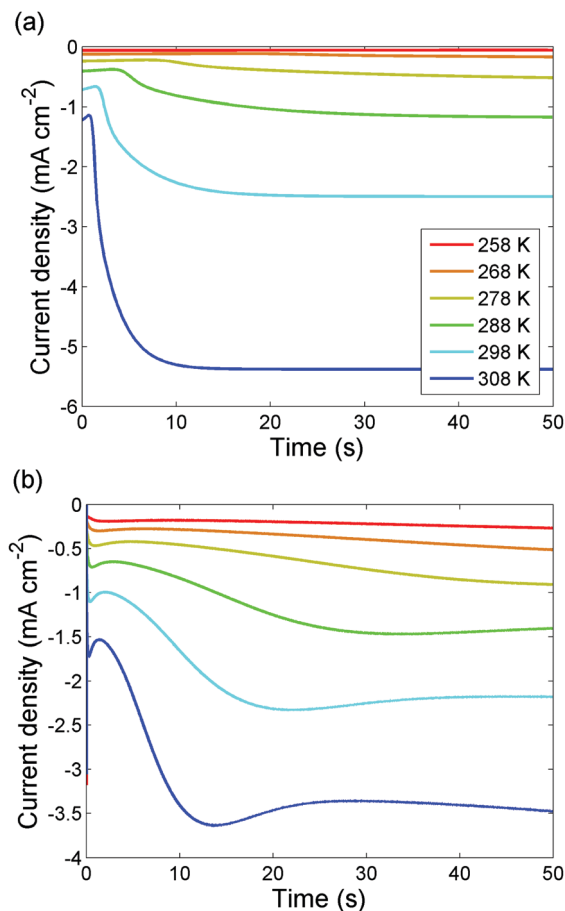 (a)
Current density (mA cm⁻²)
0
-1
-2
-3
-4
-5
-6
258 K
268 K
278 K
288 K
298 K
308 K
0 10 20 30 40 50
Time (s)
(b)
Current density (mA cm⁻²)
0
-0.5
-1
-1.5
-2
-2.5
-3
-3.5
-4
0 10 20 30 40 50
Time (s)